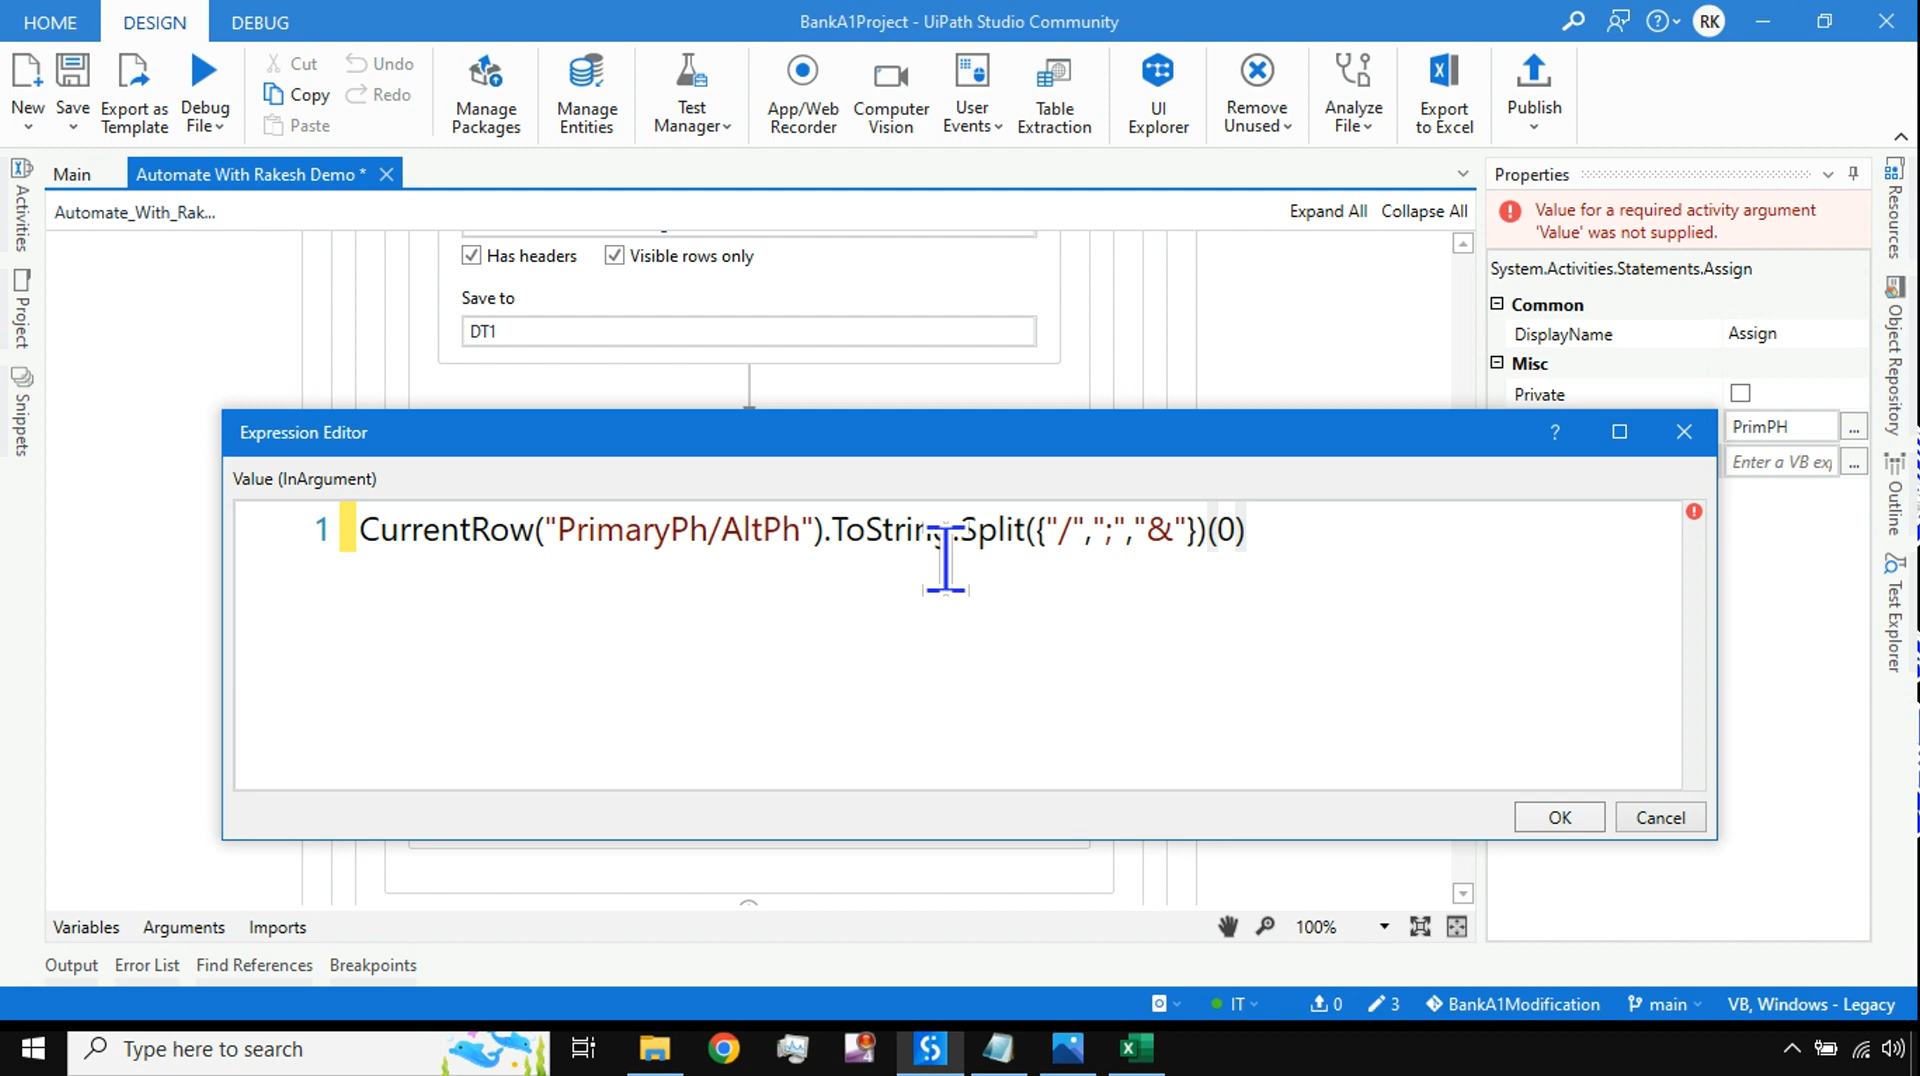 HOME DESIGN DEBUG BankA1Project - UiPath Studio Community RK
New Save Export as Template Debug File
Cut Copy Paste Undo Redo
Manage Packages Manage Entities Test Manager App/Web Recorder Computer Vision User Events Table Extraction UI Explorer Remove Unused Analyze File Export to Excel Publish
Main Automate With Rakesh Demo *
Automate_With_Rak... Expand All Collapse All
Activities
Project
Snippets
Has headers Visible rows only
Save to
DT1
Properties
Value for a required activity argument
'Value' was not supplied.
System.Activities.Statements.Assign
Common
DisplayName Assign
Misc
Private
PrimPH ...
Enter a VB exp ...
Resources
Object Repository
Outline
Test Explorer
Expression Editor ?
Value (InArgument)
1 CurrentRow("PrimaryPh/AltPh").ToString.Split({"/",";","&"})(0)
OK Cancel
Variables Arguments Imports 100%
Output Error List Find References Breakpoints
IT 0 3 BankA1Modification main VB, Windows - Legacy
Type here to search